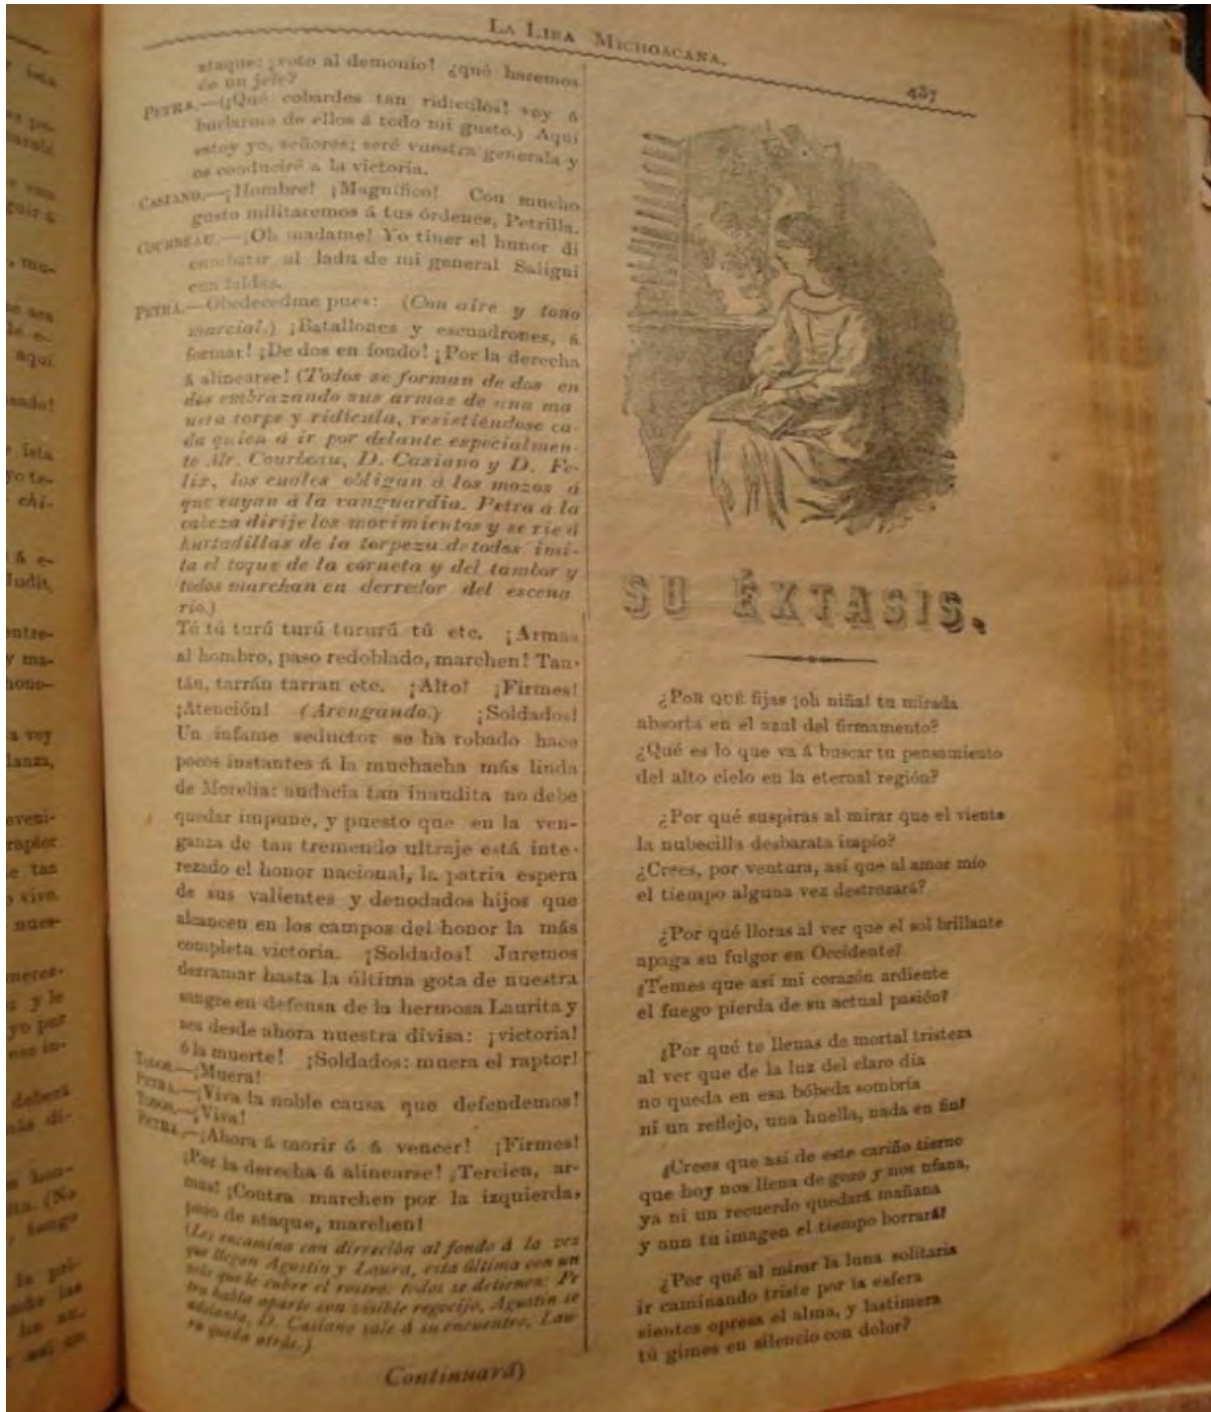 LA LIRA MICHOACANA.
437
ataque: ¡voto al demonio! ¿qué haremos
de un jefe?
PETRA.—(¡Qué cobardes tan ridículos! voy á
burlarme de ellos á todo mi gusto.) Aquí
estoy yo, señores; seré vuestra generala y
os conduciré a la victoria.
CASIANO.—¡Hombre! ¡Magnífico! Con mucho
gusto militaremos á tus órdenes, Petrilla.
COURBEAU.—¡Oh madame! Yo tiner el hunor di
cumbatir al ladu de mi general Saiigni
PETRA.—Obedecedme pues: (Con aire y tono
marcial.) ¡Batallones y escuadrones, á
formar! ¡De dos en fondo! ¡Por la derecha
á alinearse! (Todos se forman de dos en
dos embrazando sus armas de una ma
nera torpe y ridícula, resistiéndose ca-
da quien á ir por delante especialmen-
te Mr. Courbeau, D. Casiano y D. Fe-
lix, los cuales obligan á los mozos á
que vayan á la vanguardia. Petra á la
cabeza dirije los movimientos y se rie á
hurtadillas de la torpeza de todos imi-
ta el toque de la corneta y del tambor y
todos marchan en derredor del escena
rio.)
Tú tú turú turú tururú tú etc. ¡Armas
al hombro, paso redoblado, marchen! Tan-
tán, tarrán tarran etc. ¡Alto! ¡Firmes!
¡Atención! (Arengando.) ¡Soldados!
Un infame seductor se ha robado hace
pocos instantes á la muchacha más linda
de Morelia: audacia tan inaudita no debe
quedar impune, y puesto que en la ven-
ganza de tan tremendo ultraje está inte-
rezado el honor nacional, la patria espera
de sus valientes y denodados hijos que
alcancen en los campos del honor la más
completa victoria. ¡Soldados! Juremos
derramar hasta la última gota de nuestra
sangre en defensa de la hermosa Laurita y
sea desde ahora nuestra divisa: ¡victoria!
ó la muerte! ¡Soldados: muera el raptor!
TODOS.—¡Muera!
PETRA.—¡Viva la noble causa que defendemos!
TODOS.—¡Viva!
PETRA.—¡Ahora á morir ó á vencer! ¡Firmes!
¡Por la derecha á alinearse! ¡Tercien, ar-
mas! ¡Contra marchen por la izquierda,
paso de ataque, marchen!
(Les encamina con dirección al fondo á la vez
que llegan Agustín y Laura, esta última con un
velo que le cubre el rostro: todos se detienen: Pe
tra habla aparte con visible regocijo, Agustín se
adelanta, D. Casiano sale á su encuentro, Lau-
ra queda atrás.)
Continuará)
SU ÉXTASIS.
¿POR QUÉ fijas ¡oh niña! tu mirada
absorta en el azul del firmamento?
¿Qué es lo que va á buscar tu pensamiento
del alto cielo en la eternal región?
¿Por qué suspiras al mirar que el viento
la nubecilla desbarata impío?
¿Crees, por ventura, así que al amor mío
el tiempo alguna vez destrozará?
¿Por qué lloras al ver que el sol brillante
apaga su fulgor en Occidente?
¿Temes que así mi corazón ardiente
el fuego pierda de su actual pasión?
¿Por qué te llenas de mortal tristeza
al ver que de la luz del claro día
no queda en esa bóbeda sombría
ni un reflejo, una huella, nada en fin?
¿Crees que así de este cariño tierno
que hoy nos llena de gozo y nos ufana,
ya ni un recuerdo quedará mañana
y aun tu imagen el tiempo borrará?
¿Por qué al mirar la luna solitaria
ir caminando triste por la esfera
sientes opresa el alma, y lastimera
tú gimes en silencio con dolor?